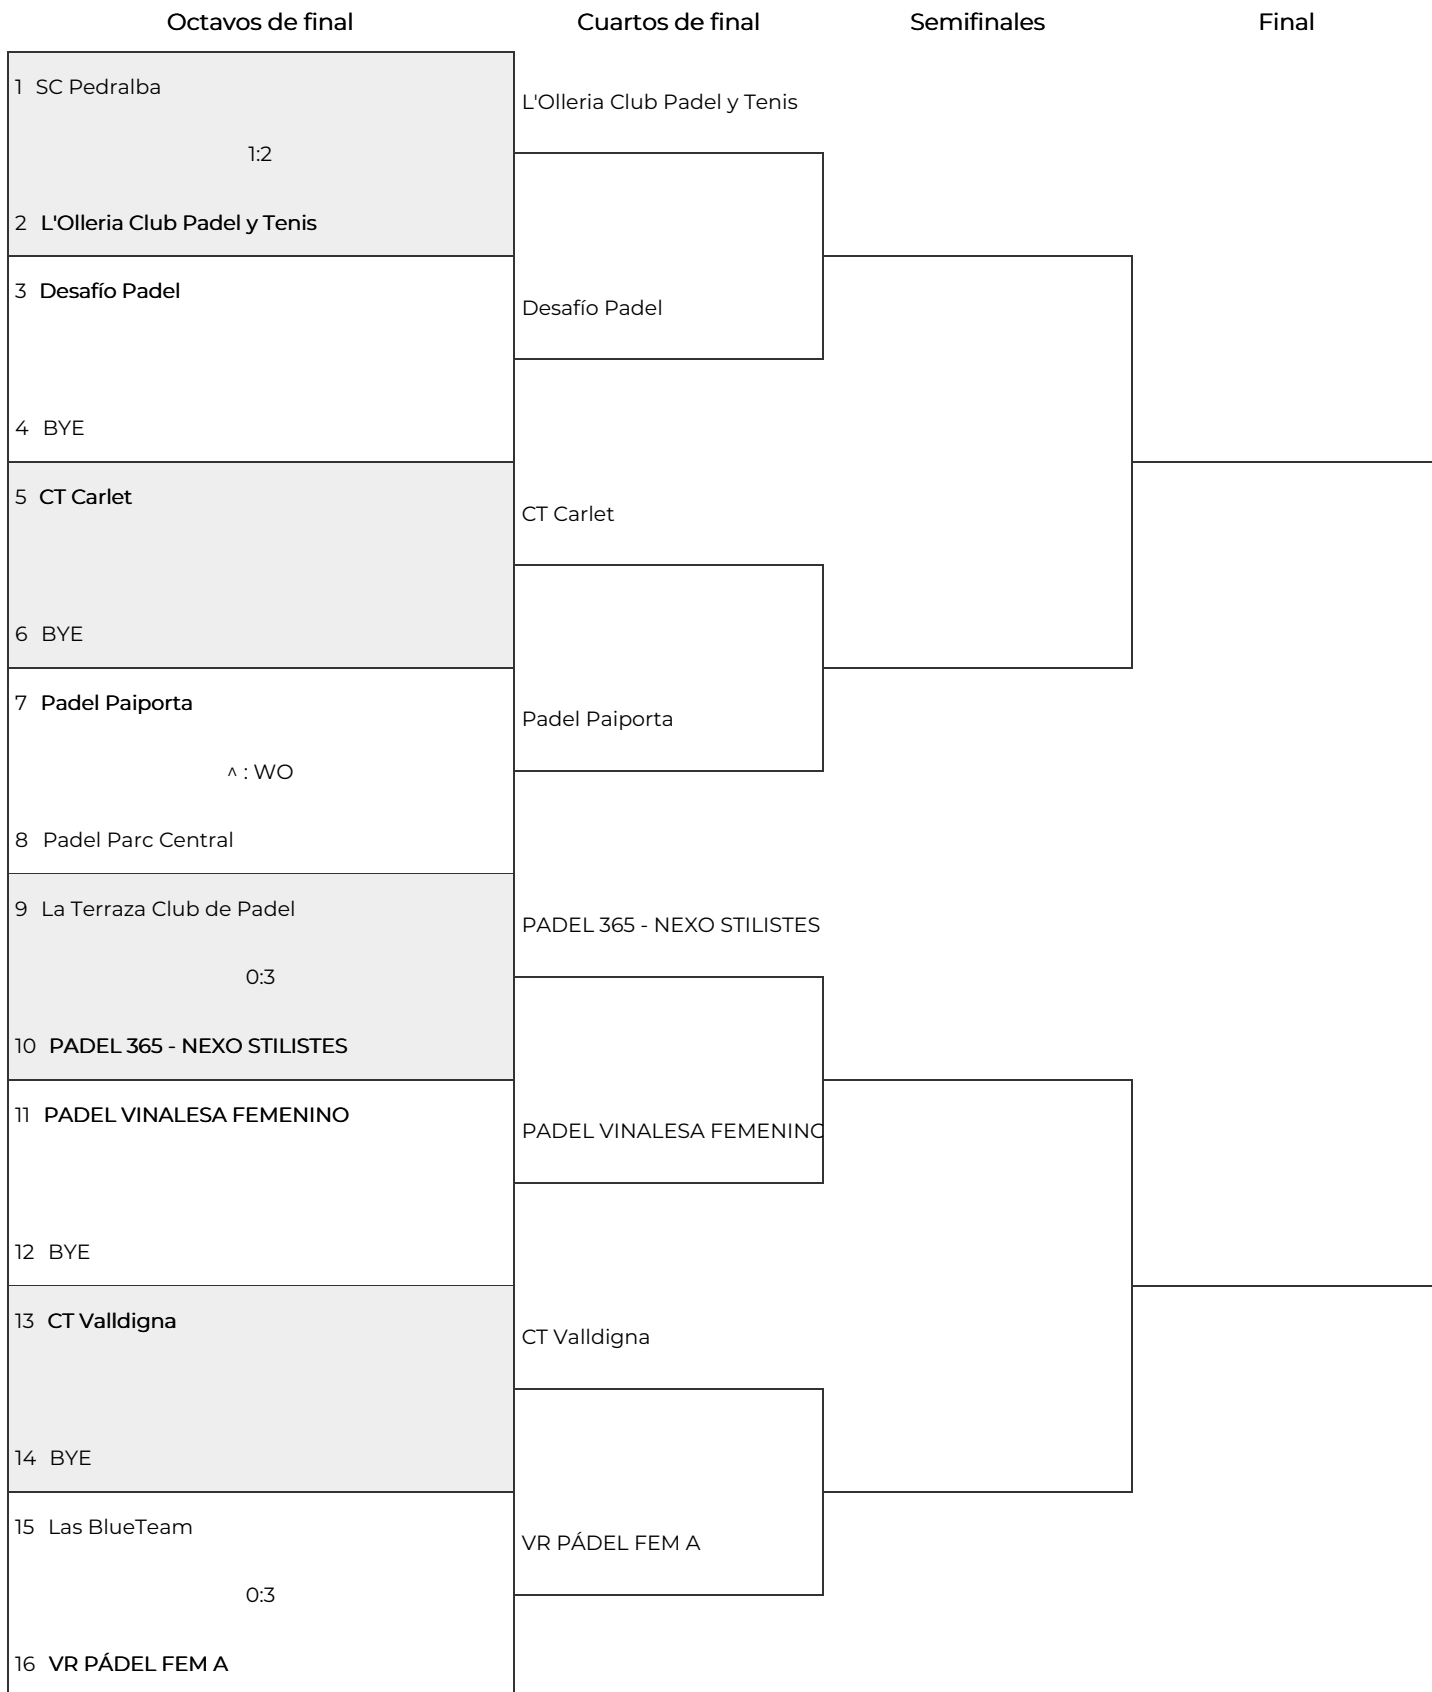 Octavos de final
Cuartos de final
Semifinales
Final
1 SC Pedralba
1:2
2 L'Olleria Club Padel y Tenis
3 Desafío Padel
4 BYE
5 CT Carlet
6 BYE
7 Padel Paiporta
^ : WO
8 Padel Parc Central
9 La Terraza Club de Padel
0:3
10 PADEL 365 - NEXO STILISTES
11 PADEL VINALESA FEMENINO
12 BYE
13 CT Valldigna
14 BYE
15 Las BlueTeam
0:3
16 VR PÁDEL FEM A
L'Olleria Club Padel y Tenis
Desafío Padel
CT Carlet
Padel Paiporta
PADEL 365 - NEXO STILISTES
PADEL VINALESA FEMENINO
CT Valldigna
VR PÁDEL FEM A